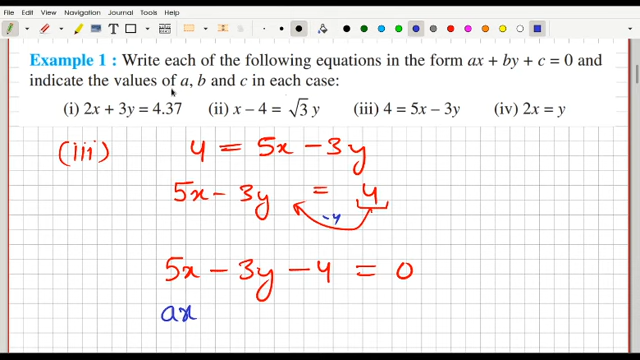 File Edit View Navigation Journal Tools Help
Example 1 : Write each of the following equations in the form ax + by + c = 0 and
indicate the values of a, b and c in each case:
(i) 2x + 3y = 4.37 (ii) x – 4 = √3 y (iii) 4 = 5x – 3y (iv) 2x = y
(iii) 4 = 5x – 3y
5x – 3y = 4
–4
5x – 3y – 4 = 0
ax